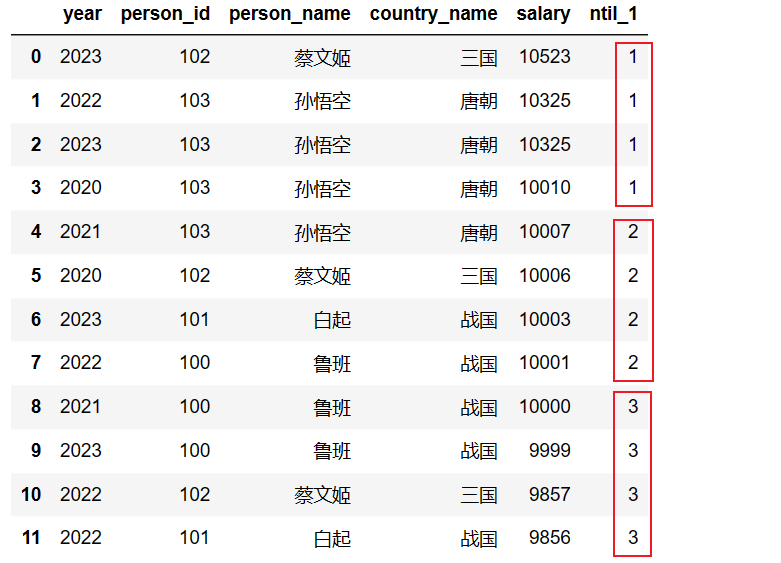 year person_id person_name country_name salary ntil_1
0 2023 102 蔡文姬 三国 10523 1
1 2022 103 孙悟空 唐朝 10325 1
2 2023 103 孙悟空 唐朝 10325 1
3 2020 103 孙悟空 唐朝 10010 1
4 2021 103 孙悟空 唐朝 10007 2
5 2020 102 蔡文姬 三国 10006 2
6 2023 101 白起 战国 10003 2
7 2022 100 鲁班 战国 10001 2
8 2021 100 鲁班 战国 10000 3
9 2023 100 鲁班 战国 9999 3
10 2022 102 蔡文姬 三国 9857 3
11 2022 101 白起 战国 9856 3